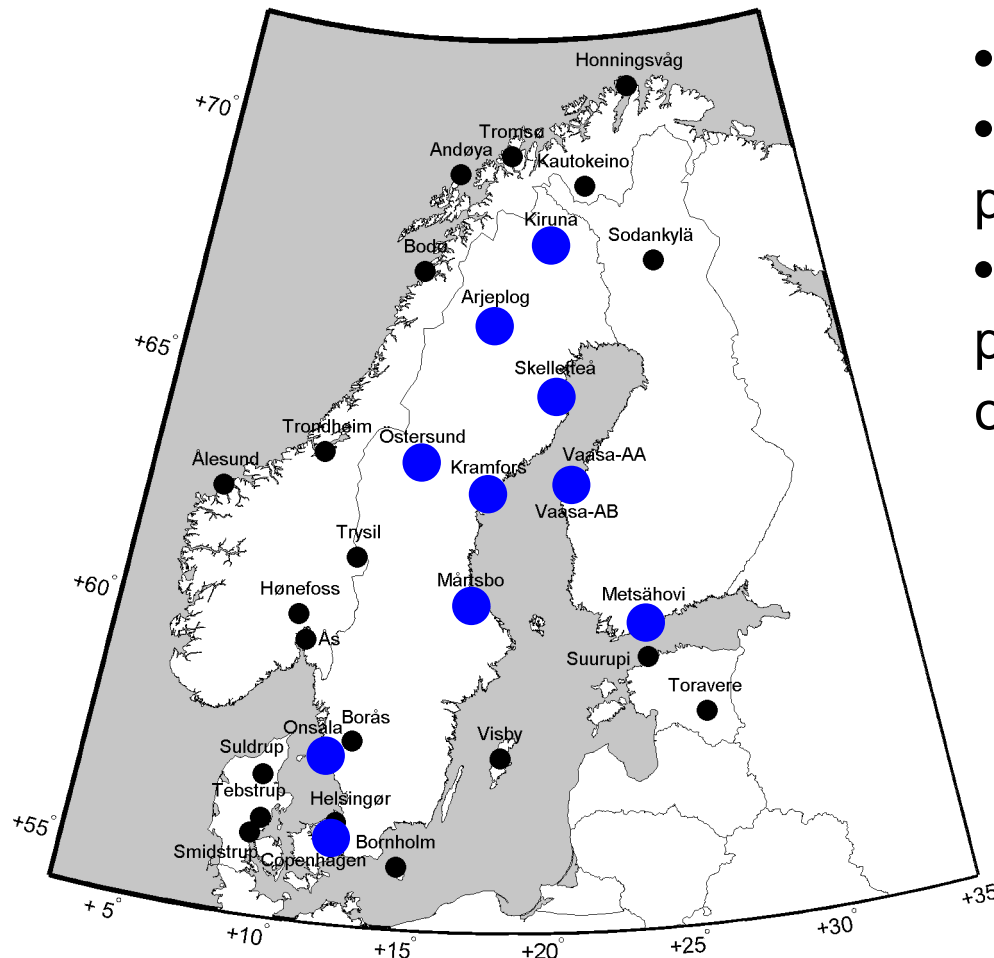 Honningsvåg
•
+70°
Tromsø
•
Andøya
Kautokeino
p
Kiruna
Sodankylä
Bodø
•
Arjeplog
+65°
p
Skellefteå
c
Trondheim
Östersund
Ålesund
Kramfors
Vaasa-AA
Vaasa-AB
Trysil
+60°
Mårtsbo
Hønefoss
Metsähovi
Ås
Suurupi
Toravere
Borås
Onsala
Visby
Suldrup
Tebstrup
Helsingør
+55°
Bornholm
Smidstrup
Copenhagen
+35
+ 5°
+30°
+10°
+25°
+15°
+20°